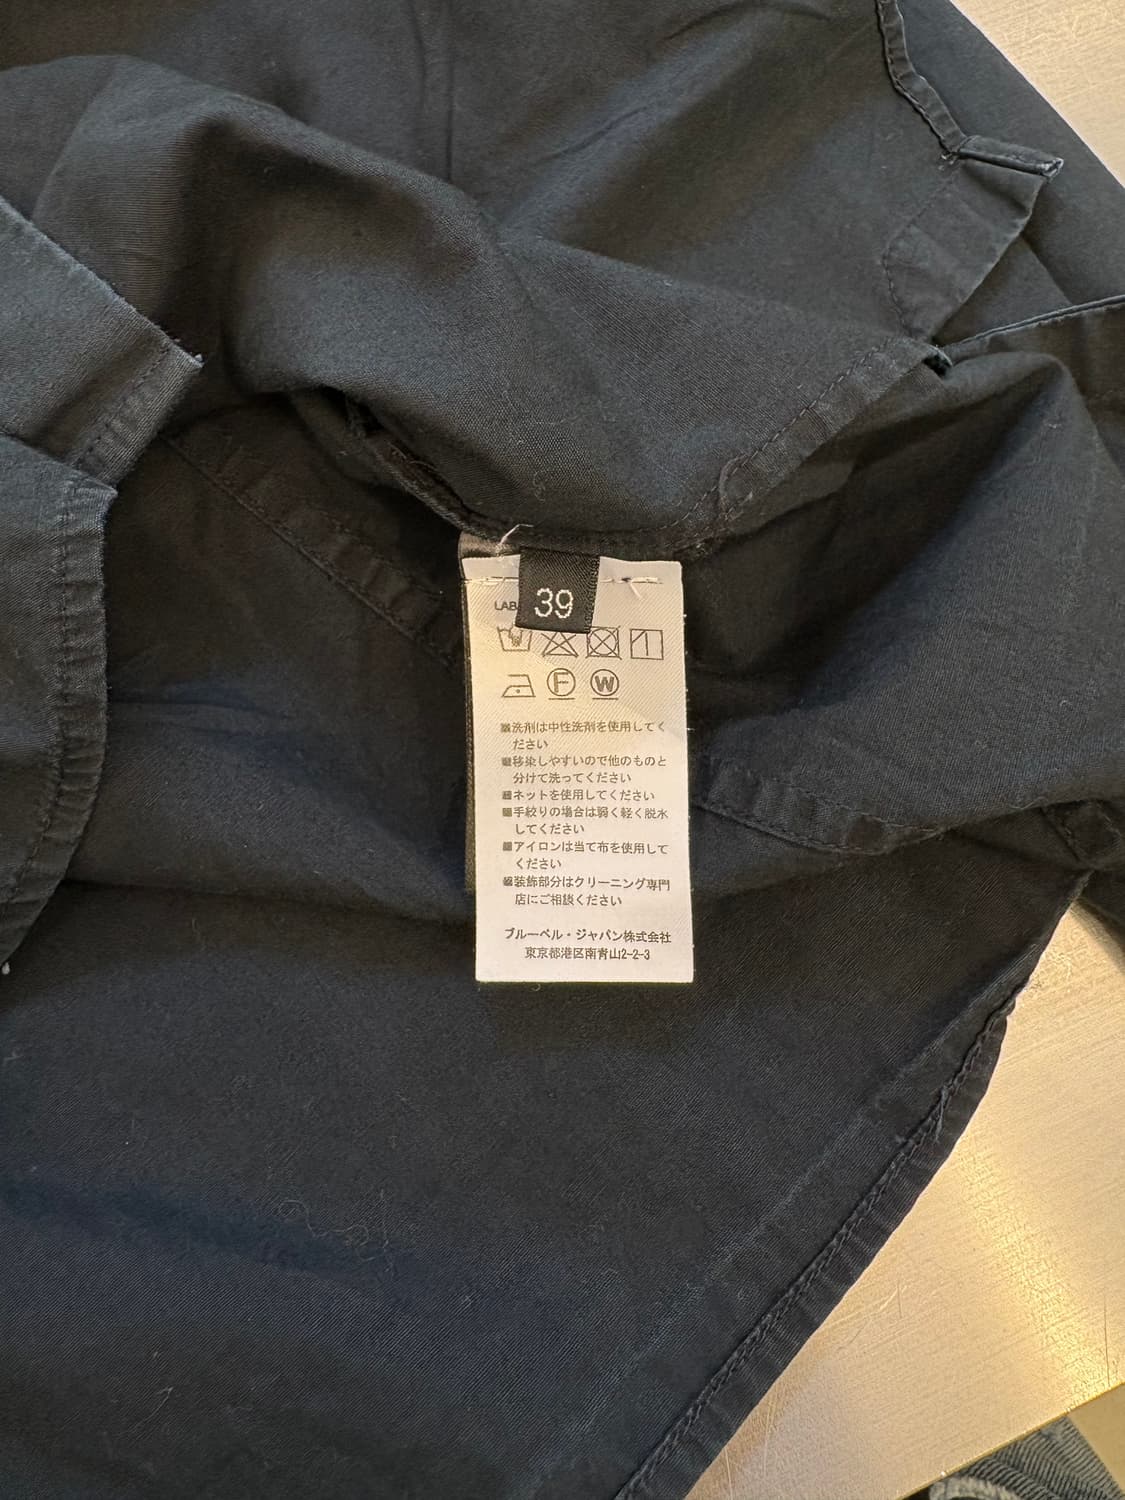 39
LAB
F W
■洗剤は中性洗剤を使用してく
ださい
■移染しやすいので他のものと
分けて洗ってください
■ネットを使用してください
■手絞りの場合は弱く軽く脱水
してください
■アイロンは当て布を使用して
ください
■装飾部分はクリーニング専門
店にご相談ください
ブルーベル・ジャパン株式会社
東京都港区南青山2-2-3